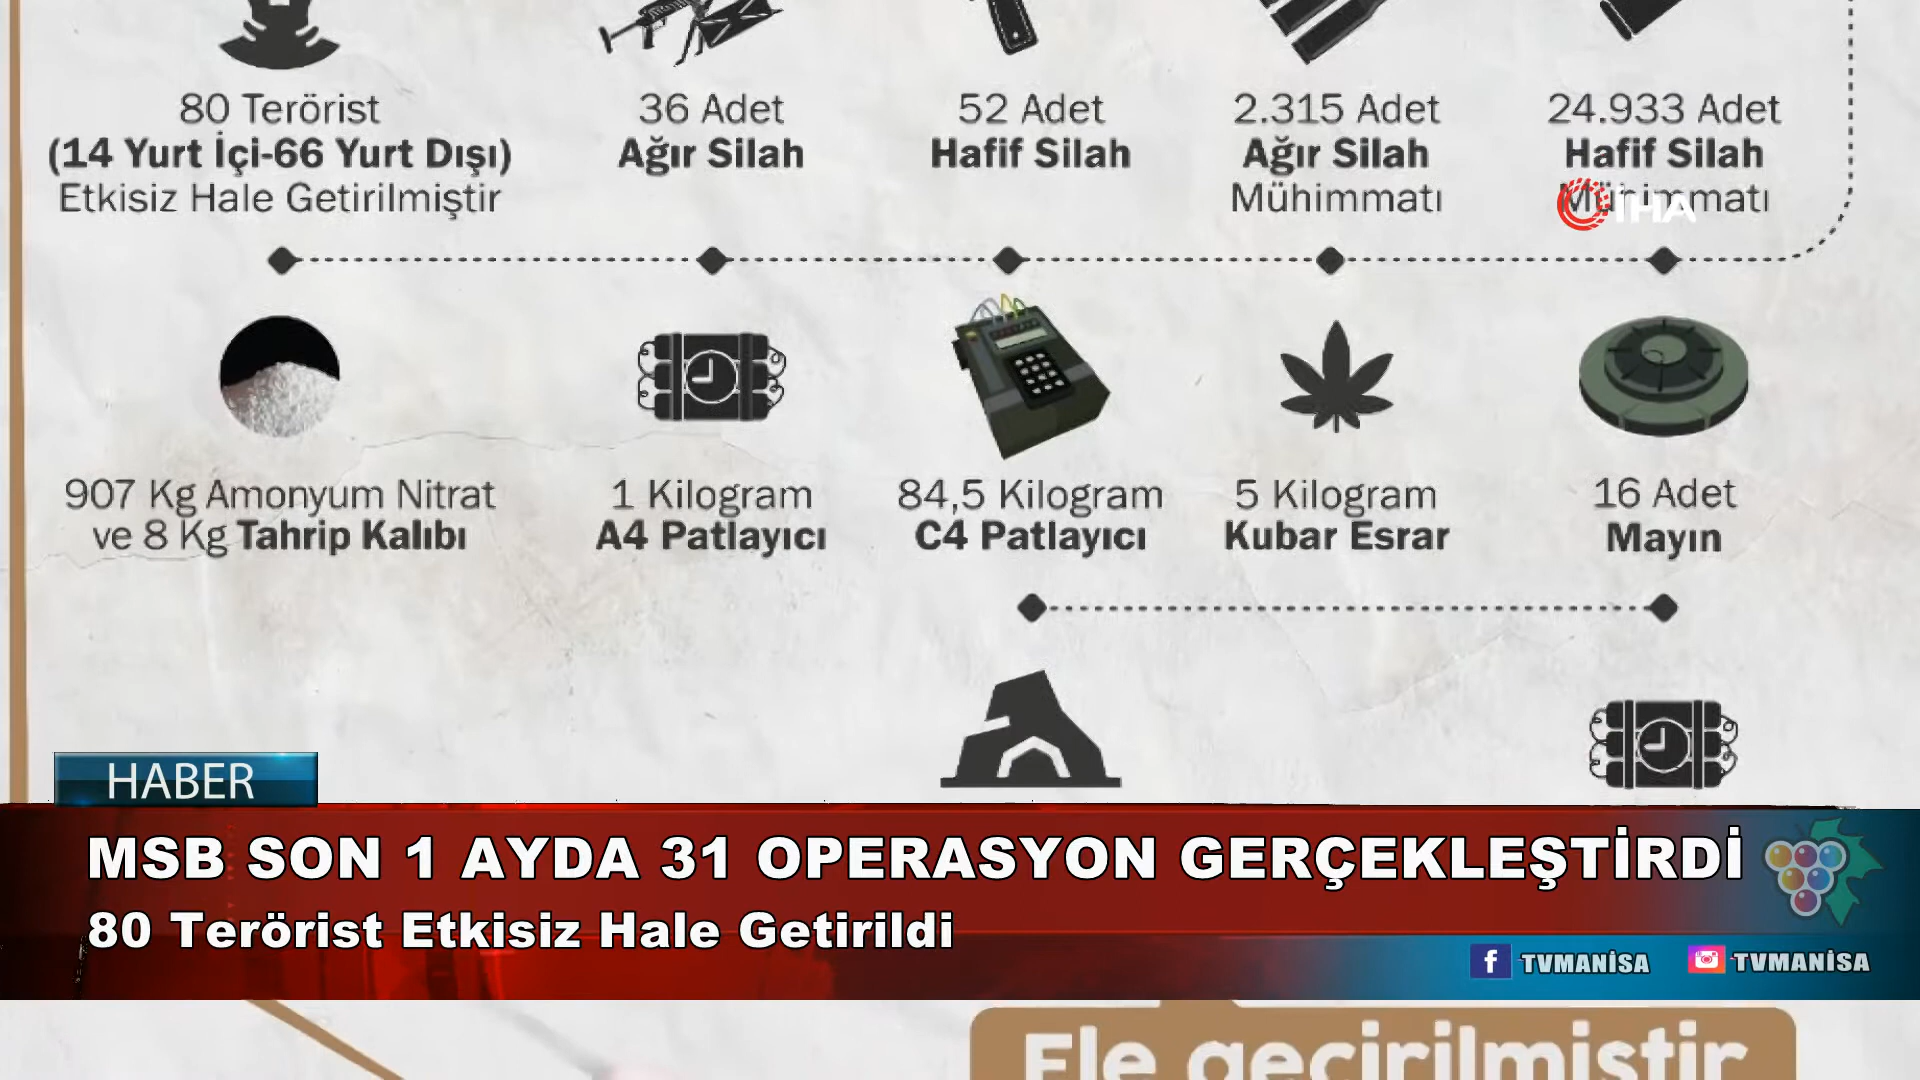 80 Terörist
(14 Yurt İçi-66 Yurt Dışı)
Etkisiz Hale Getirilmiştir
36 Adet
Ağır Silah
52 Adet
Hafif Silah
2.315 Adet
Ağır Silah
Mühimmatı
24.933 Adet
Hafif Silah
Mühimmatı
İHA
907 Kg Amonyum Nitrat
ve 8 Kg Tahrip Kalıbı
1 Kilogram
A4 Patlayıcı
84,5 Kilogram
C4 Patlayıcı
5 Kilogram
Kubar Esrar
16 Adet
Mayın
HABER
MSB SON 1 AYDA 31 OPERASYON GERÇEKLEŞTİRDİ
80 Terörist Etkisiz Hale Getirildi
TVMANİSA
TVMANİSA
Ele geçirilmiştir